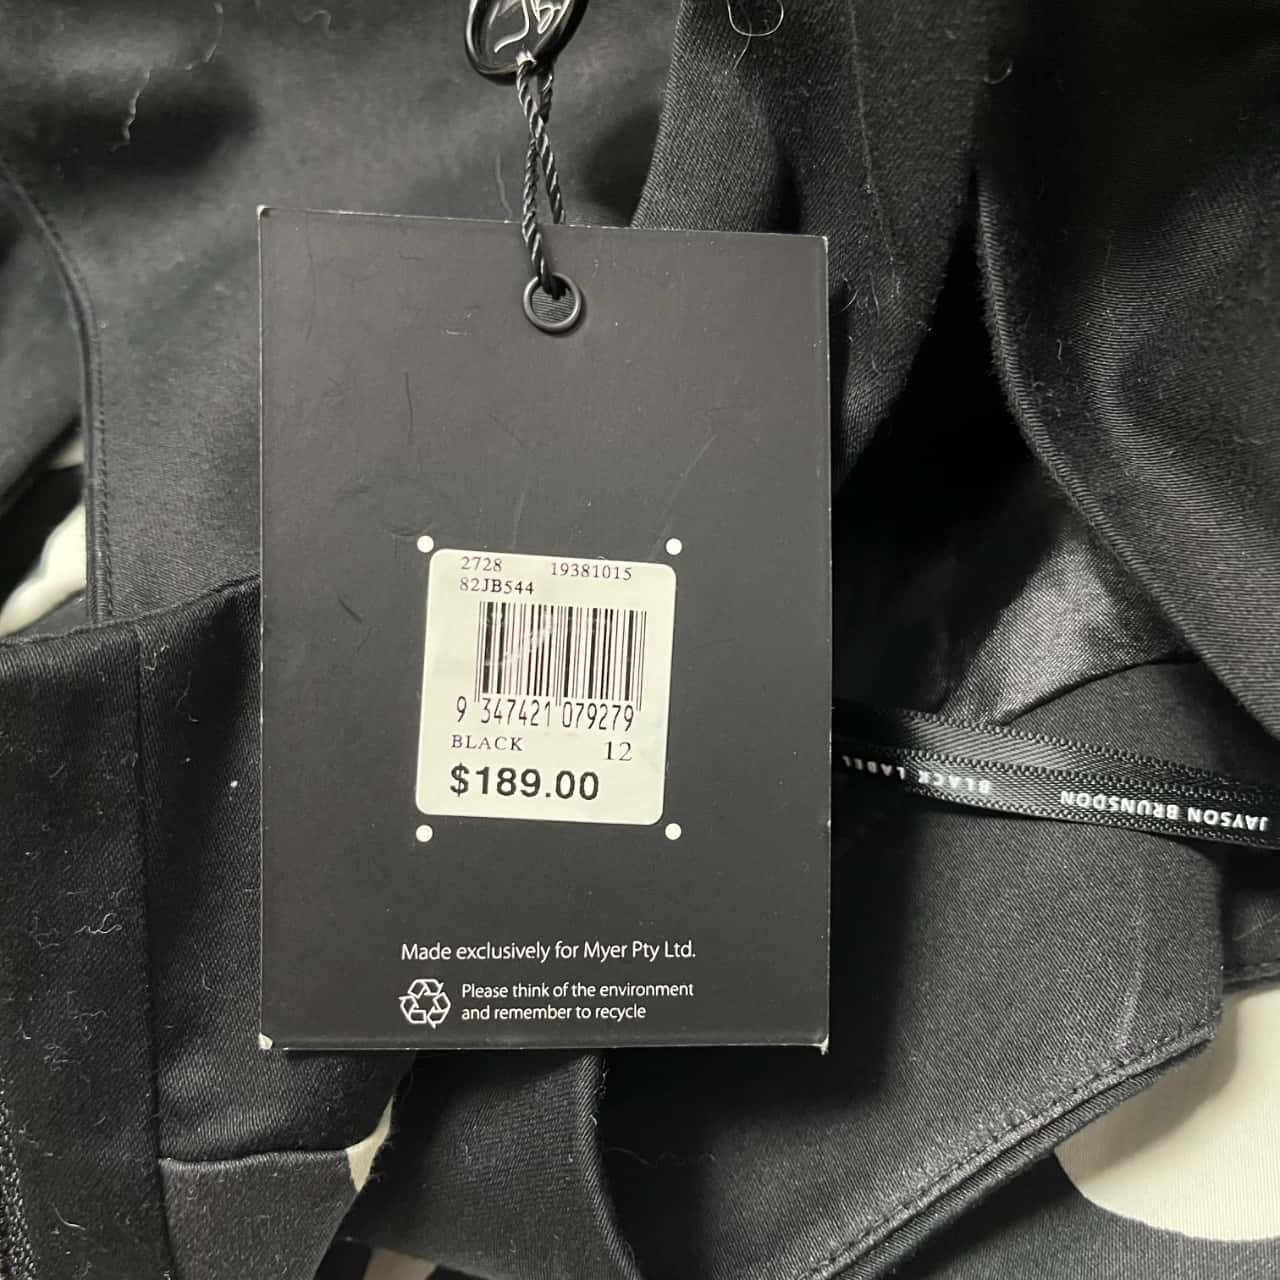 2728 19381015
82JB544
9 347421 079279
BLACK 12
$189.00
JAYSON BRUNSDON BLACK LABEL
Made exclusively for Myer Pty Ltd.
Please think of the environment
and remember to recycle